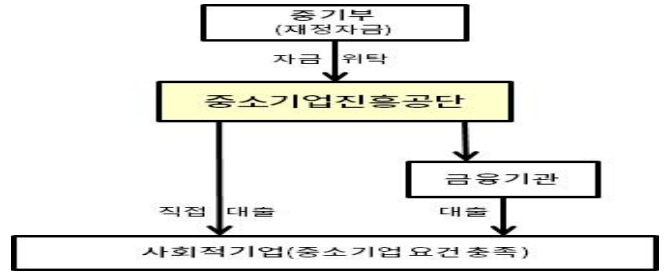 중기부
(재정자금)
자금 위탁
중소기업진흥공단
금융기관
직접 대출
대출
사회적기업(중소기업 요건 충족)